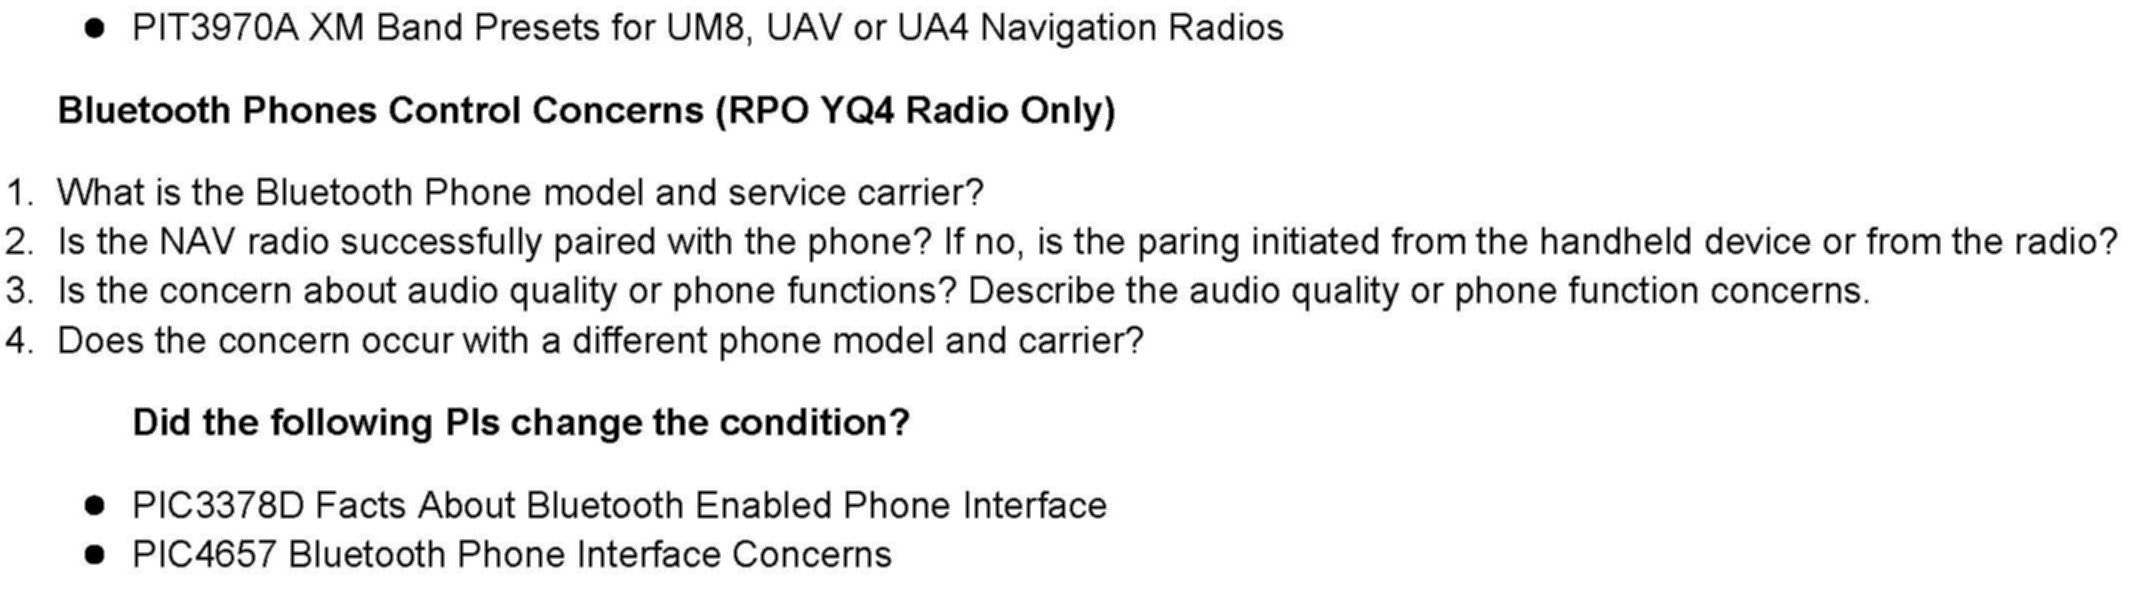 ● PIT3970A XM Band Presets for UM8, UAV or UA4 Navigation Radios
Bluetooth Phones Control Concerns (RPO YQ4 Radio Only)
1. What is the Bluetooth Phone model and service carrier?
2. Is the NAV radio successfully paired with the phone? If no, is the paring initiated from the handheld device or from the radio?
3. Is the concern about audio quality or phone functions? Describe the audio quality or phone function concerns.
4. Does the concern occur with a different phone model and carrier?
Did the following PIs change the condition?
● PIC3378D Facts About Bluetooth Enabled Phone Interface
● PIC4657 Bluetooth Phone Interface Concerns